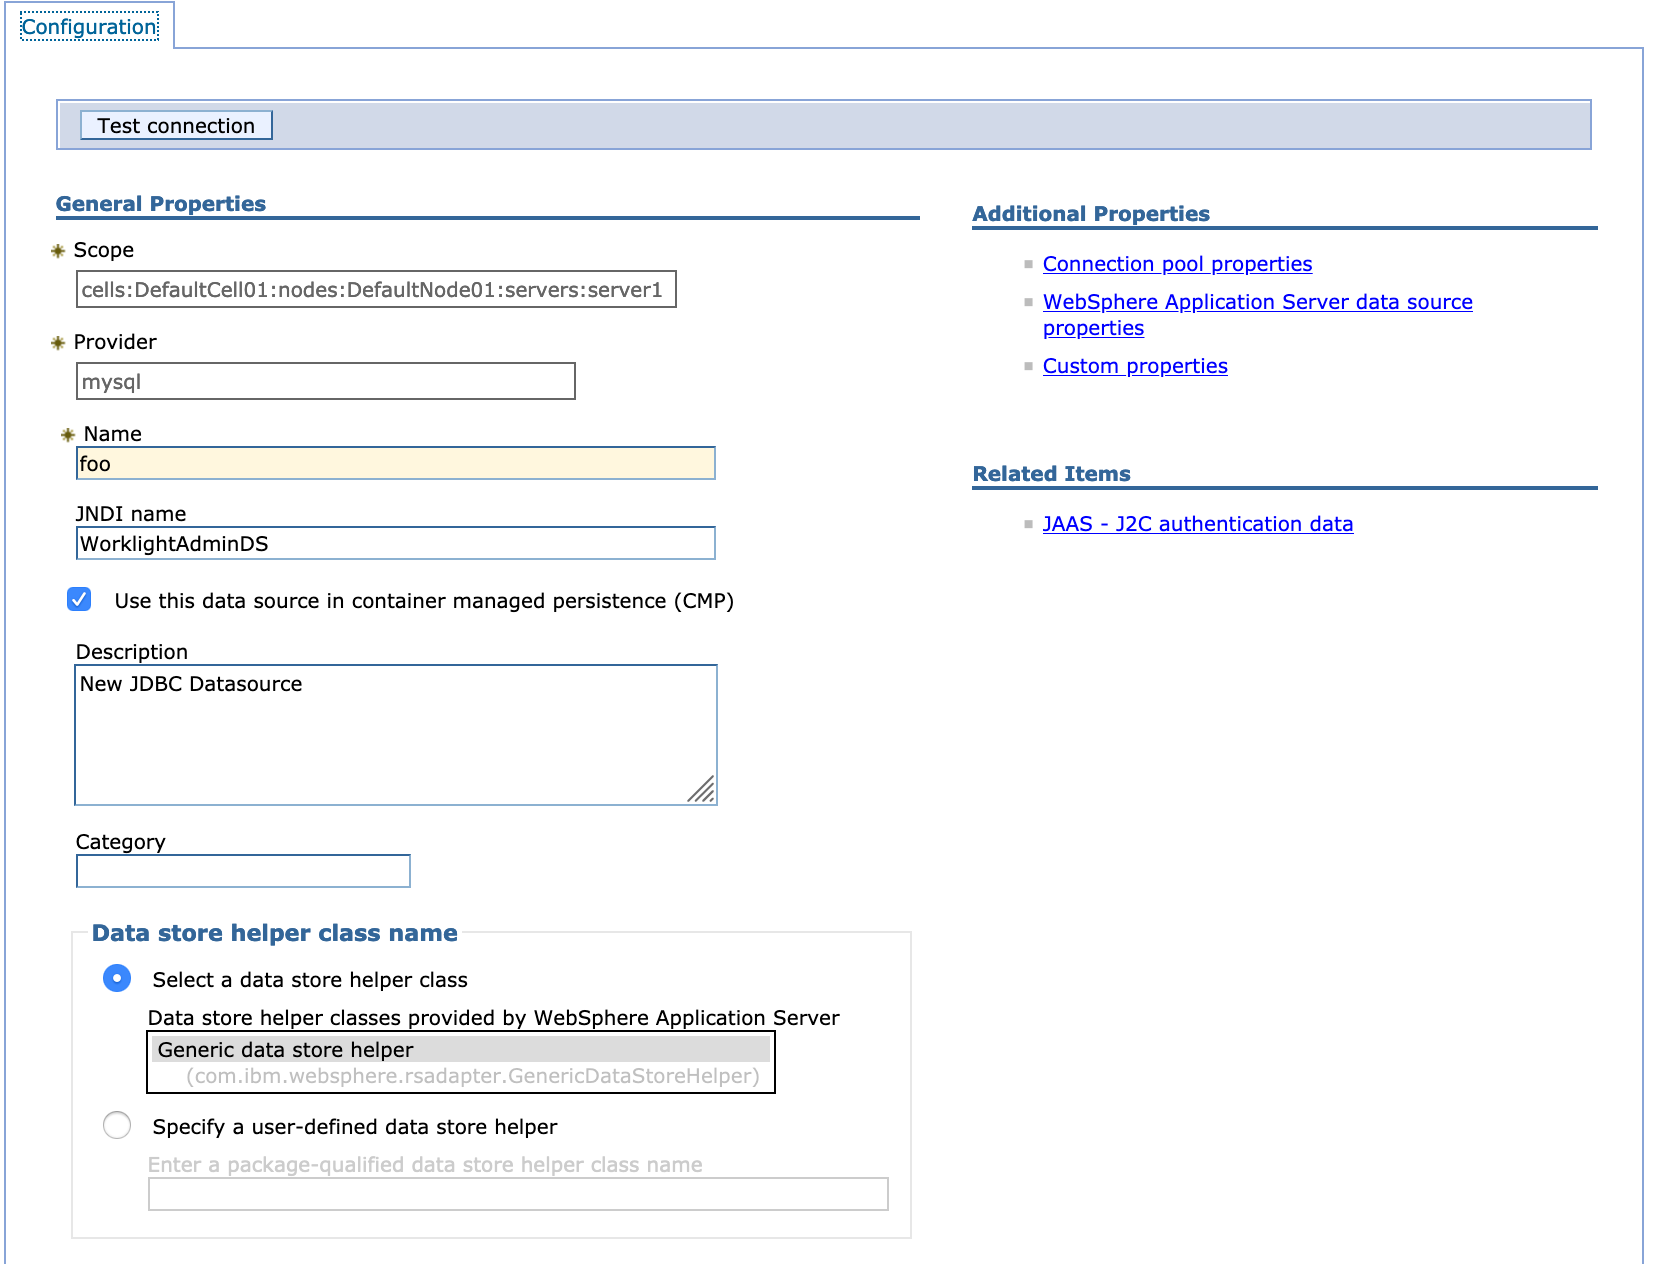 Configuration
Test connection
General Properties
Scope
cells:DefaultCell01:nodes:DefaultNode01:servers:server1
Provider
mysql
Name
foo
JNDI name
WorklightAdminDS
Use this data source in container managed persistence (CMP)
Description
New JDBC Datasource
Category
Data store helper class name
Select a data store helper class
Data store helper classes provided by WebSphere Application Server
Generic data store helper
(com.ibm.websphere.rsadapter.GenericDataStoreHelper)
Specify a user-defined data store helper
Enter a package-qualified data store helper class name
Additional Properties
Connection pool properties
WebSphere Application Server data source
properties
Custom properties
Related Items
JAAS - J2C authentication data